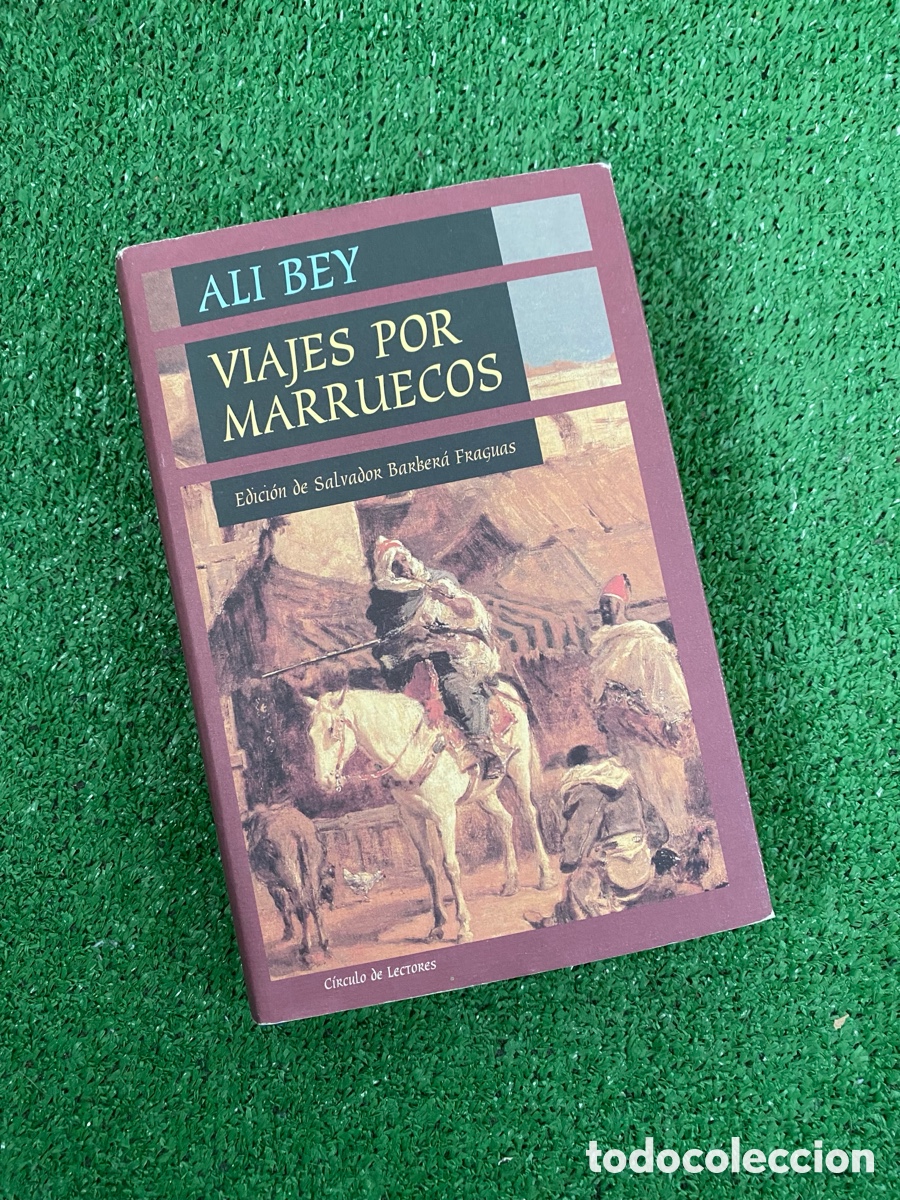 ALI BEY
VIAJES POR
MARRUECOS
Edición de Salvador Barberá Fraguas
Círculo de Lectores
todocoleccion